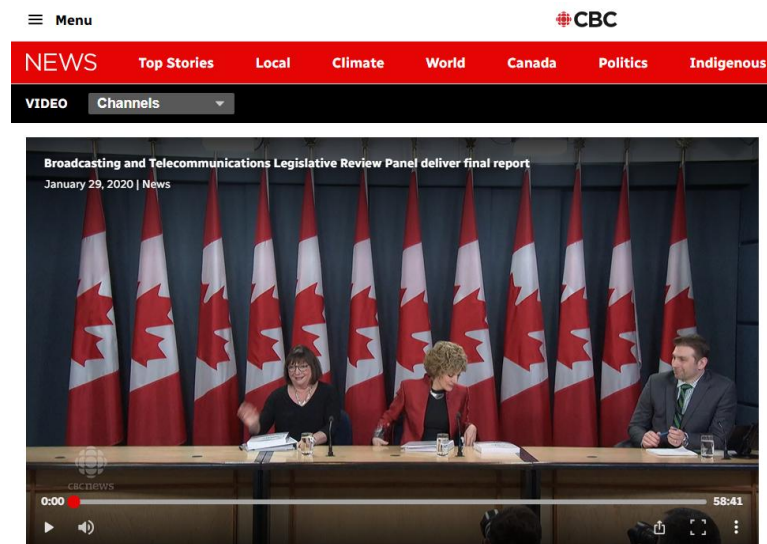 Menu
CBC
NEWS Top Stories Local Climate World Canada Politics Indigenous
VIDEO Channels
Broadcasting and Telecommunications Legislative Review Panel deliver final report
January 29, 2020 | News
CBCNEWS
0:00
58:41